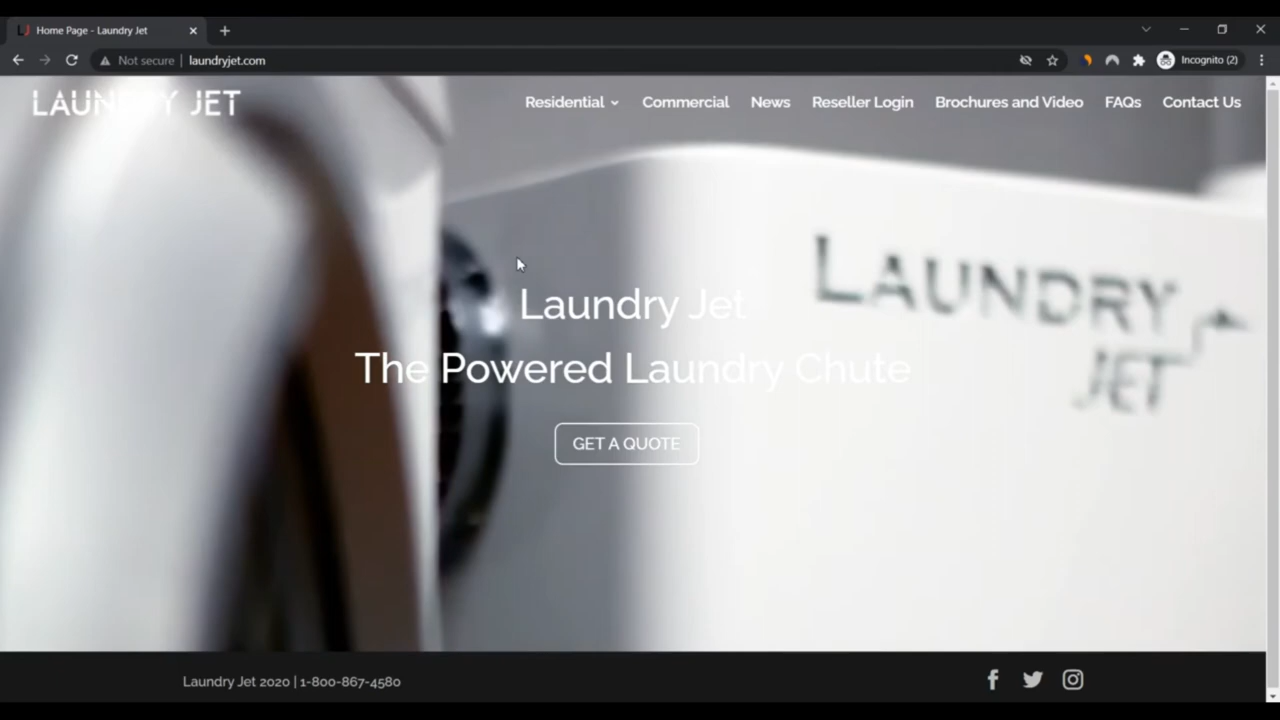 Home Page - Laundry Jet
Not secure | laundryjet.com
Incognito (2)
LAUNDRY JET
Residential
Commercial
News
Reseller Login
Brochures and Video
FAQs
Contact Us
LAUNDRY
JET
Laundry Jet
The Powered Laundry Chute
GET A QUOTE
Laundry Jet 2020 | 1-800-867-4580